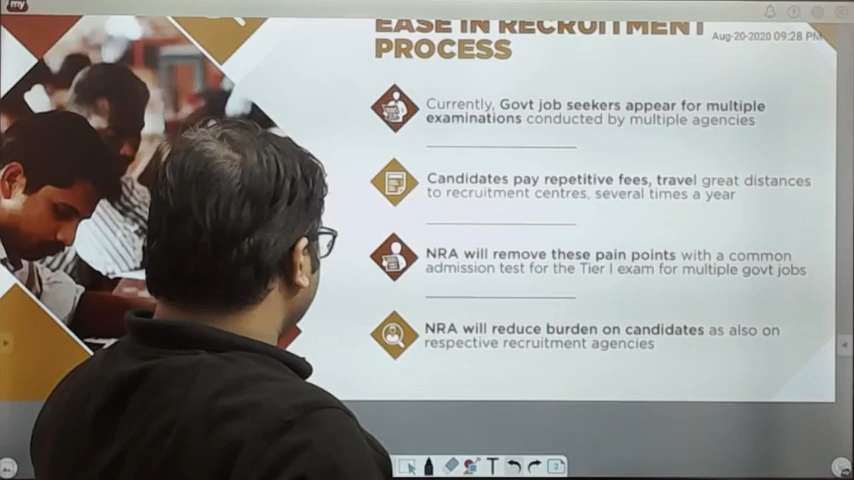 my
EASE IN RECRUITMENT
PROCESS
Aug-20-2020 09:28 PM
Currently, Govt job seekers appear for multiple
examinations conducted by multiple agencies
Candidates pay repetitive fees, travel great distances
to recruitment centres, several times a year
NRA will remove these pain points with a common
admission test for the Tier I exam for multiple govt jobs
NRA will reduce burden on candidates as also on
respective recruitment agencies
T
2